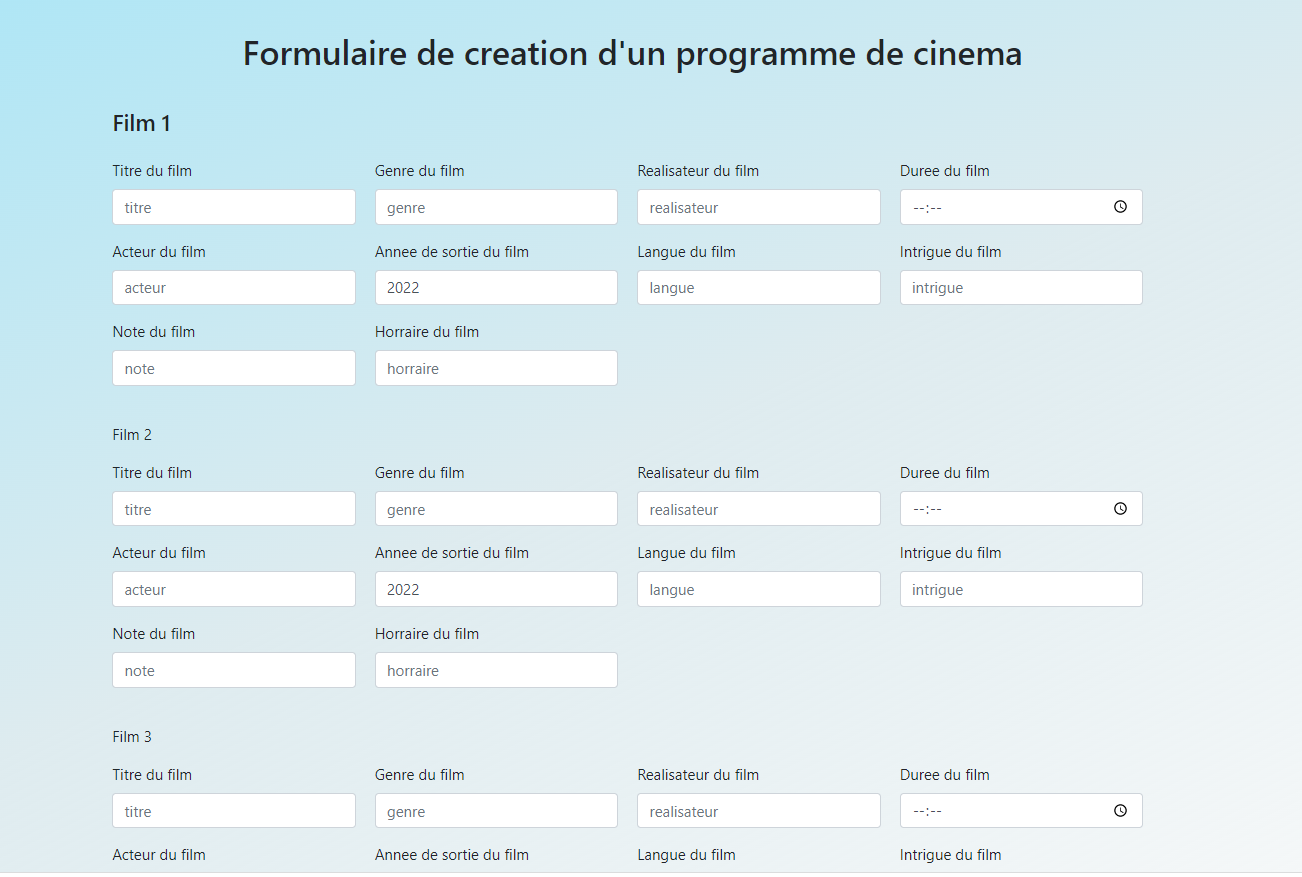 Formulaire de creation d'un programme de cinema
Film 1
Titre du film Genre du film Realisateur du film Duree du film
titre genre realisateur --:--
Acteur du film Annee de sortie du film Langue du film Intrigue du film
acteur 2022 langue intrigue
Note du film Horraire du film
note horraire
Film 2
Titre du film Genre du film Realisateur du film Duree du film
titre genre realisateur --:--
Acteur du film Annee de sortie du film Langue du film Intrigue du film
acteur 2022 langue intrigue
Note du film Horraire du film
note horraire
Film 3
Titre du film Genre du film Realisateur du film Duree du film
titre genre realisateur --:--
Acteur du film Annee de sortie du film Langue du film Intrigue du film